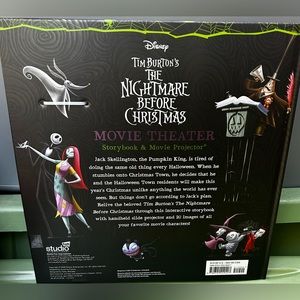 Disney
TIM BURTON'S
THE
NIGHTMARE
BEFORE
CHRISTMAS
MOVIE THEATER
Storybook & Movie Projector
Jack Skellington, the Pumpkin King, is tired of
doing the same old thing every Halloween. When he
stumbles onto Christmas Town, he decides that he
and the Halloween Town residents will make this
year's Christmas unlike anything the world has ever
seen. But things don't go according to Jack's plan.
Relive the beloved Tim Burton's The Nightmare
Before Christmas through this interactive storybook
with handheld slide projector and 21 images of all
your favorite movie characters!
studio